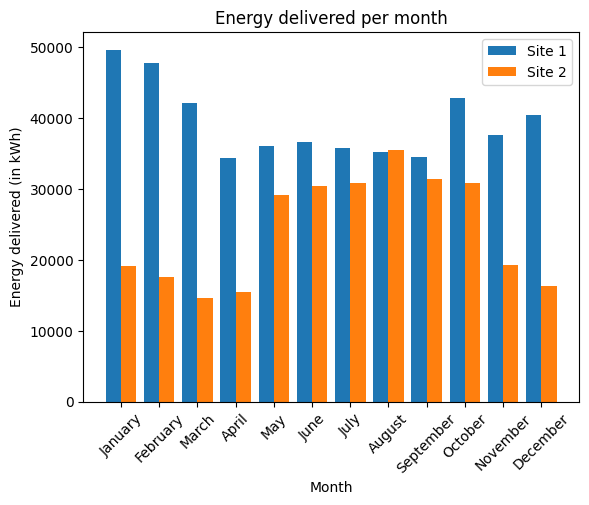 Energy delivered per month
Site 1
Site 2
Energy delivered (in kWh)
50000
40000
30000
20000
10000
0
January
February
March
April
May
June
July
August
September
October
November
December
Month